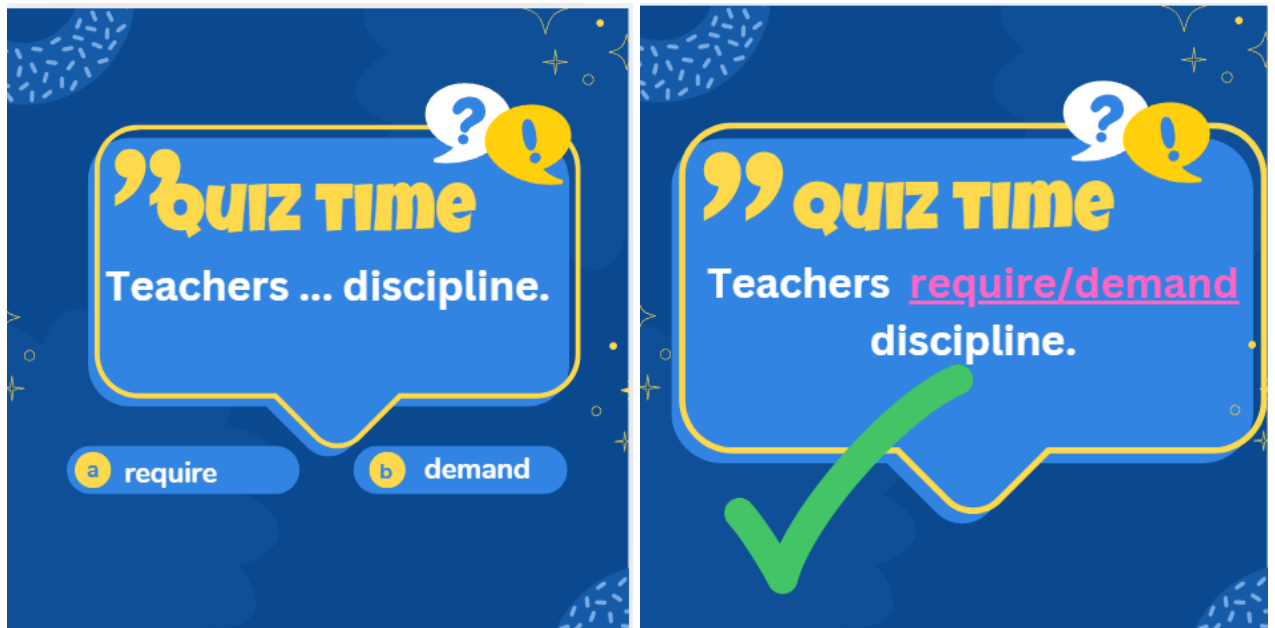 ?
!
” QUIZ TIME
Teachers ... discipline.
a require
b demand
?
!
” QUIZ TIME
Teachers require/demand
discipline.